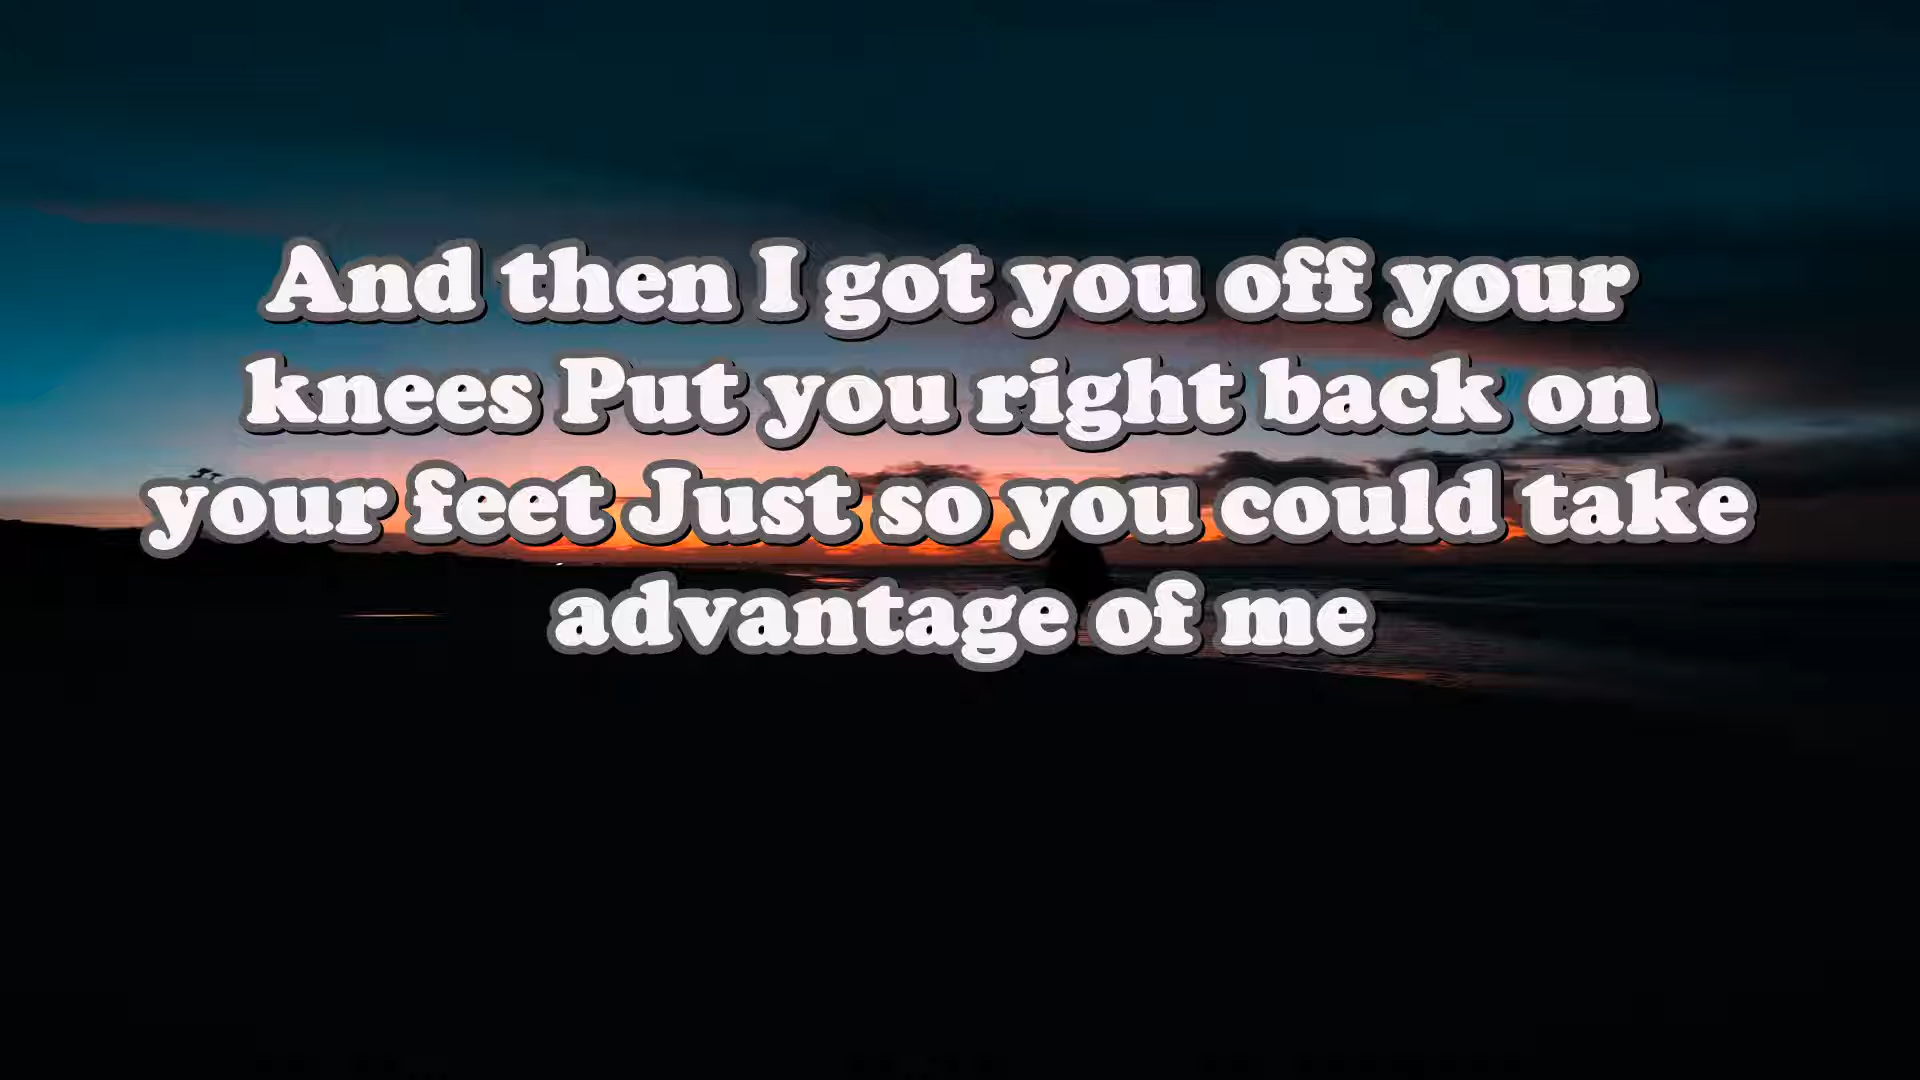 And then I got you off your
knees Put you right back on
your feet Just so you could take
advantage of me